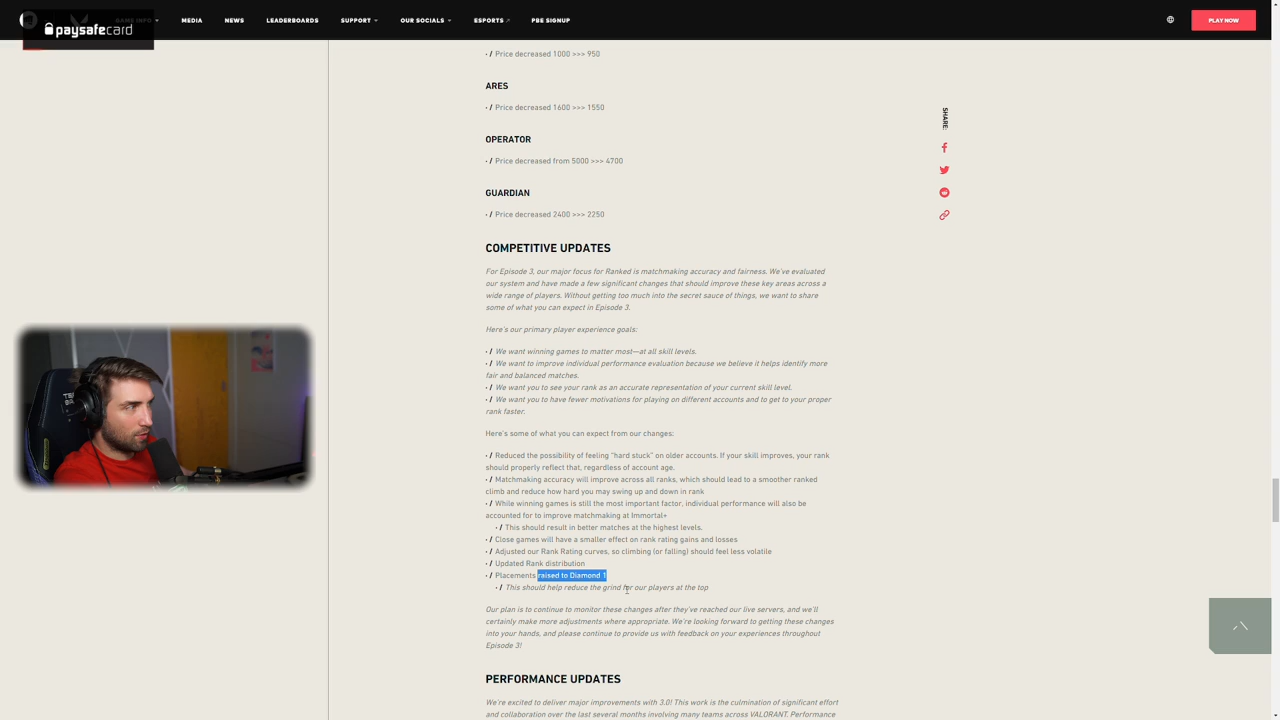 GAME INFO
MEDIA
NEWS
LEADERBOARDS
SUPPORT
OUR SOCIALS
ESPORTS
PBE SIGNUP
PLAY NOW
paysafecard
· / Price decreased 1000 >>> 950
ARES
· / Price decreased 1600 >>> 1550
OPERATOR
· / Price decreased from 5000 >>> 4700
GUARDIAN
· / Price decreased 2400 >>> 2250
SHARE:
COMPETITIVE UPDATES
For Episode 3, our major focus for Ranked is matchmaking accuracy and fairness. We've evaluated
our system and have made a few significant changes that should improve these key areas across a
wide range of players. Without getting too much into the secret sauce of things, we want to share
some of what you can expect in Episode 3.
Here's our primary player experience goals:
· / We want winning games to matter most—at all skill levels.
· / We want to improve individual performance evaluation because we believe it helps identify more
fair and balanced matches.
· / We want you to see your rank as an accurate representation of your current skill level.
· / We want you to have fewer motivations for playing on different accounts and to get to your proper
rank faster.
Here's some of what you can expect from our changes:
· / Reduced the possibility of feeling "hard stuck" on older accounts. If your skill improves, your rank
should properly reflect that, regardless of account age.
· / Matchmaking accuracy will improve across all ranks, which should lead to a smoother ranked
climb and reduce how hard you may swing up and down in rank
· / While winning games is still the most important factor, individual performance will also be
accounted for to improve matchmaking at Immortal+
· / This should result in better matches at the highest levels.
· / Close games will have a smaller effect on rank rating gains and losses
· / Adjusted our Rank Rating curves, so climbing (or falling) should feel less volatile
· / Updated Rank distribution
· / Placements raised to Diamond 1
· / This should help reduce the grind for our players at the top
Our plan is to continue to monitor these changes after they've reached our live servers, and we'll
certainly make more adjustments where appropriate. We're looking forward to getting these changes
into your hands, and please continue to provide us with feedback on your experiences throughout
Episode 3!
PERFORMANCE UPDATES
We're excited to deliver major improvements with 3.0! This work is the culmination of significant effort
and collaboration over the last several months involving many teams across VALORANT. Performance